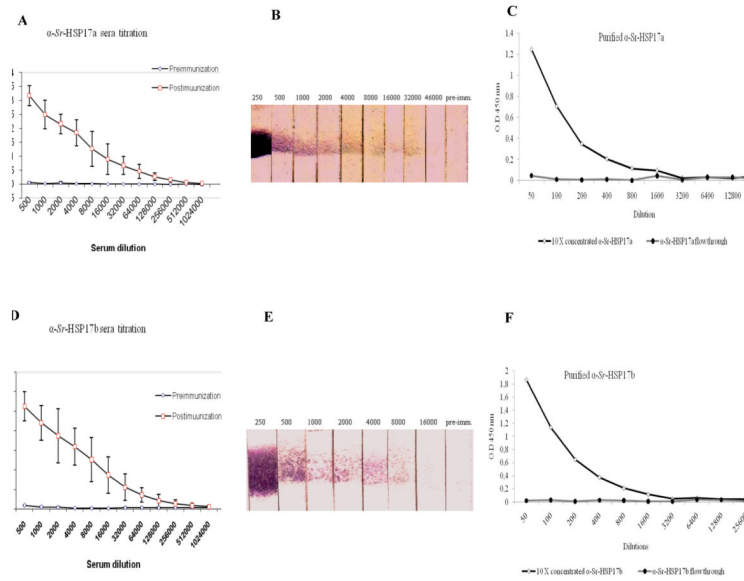 A
α-Sr-HSP17a sera titration
Preimmunization
Postimuunization
500 1000 2000 4000 8000 16000 32000 64000 128000 256000 512000 1024000
Serum dilution
B
250 500 1000 2000 4000 8000 16000 32000 46000 pre-imm.
C
Purified α-Sr-HSP17a
1.4
1.2
1
0.8
0.6
0.4
0.2
0
O.D 450 nm
50 100 200 400 800 1600 3200 6400 12800
Dilution
10 X concentrated α-Sr-HSP17a
α-Sr-HSP17a flow through
D
α-Sr-HSP17b sera titration
Preimmunization
Postimuunization
500 1000 2000 4000 8000 16000 32000 64000 128000 256000 512000 1024000
Serum dilution
E
250 500 1000 2000 4000 8000 16000 pre-imm.
F
Purified α-Sr-HSP17b
2
1,8
1,6
1,4
1,2
1
0,8
0,6
0,4
0,2
0
O.D 450 nm
50 100 200 400 800 1600 3200 6400 12800
Dilutions
10 X concentrated α-Sr-HSP17b
α-Sr-HSP17b flow through